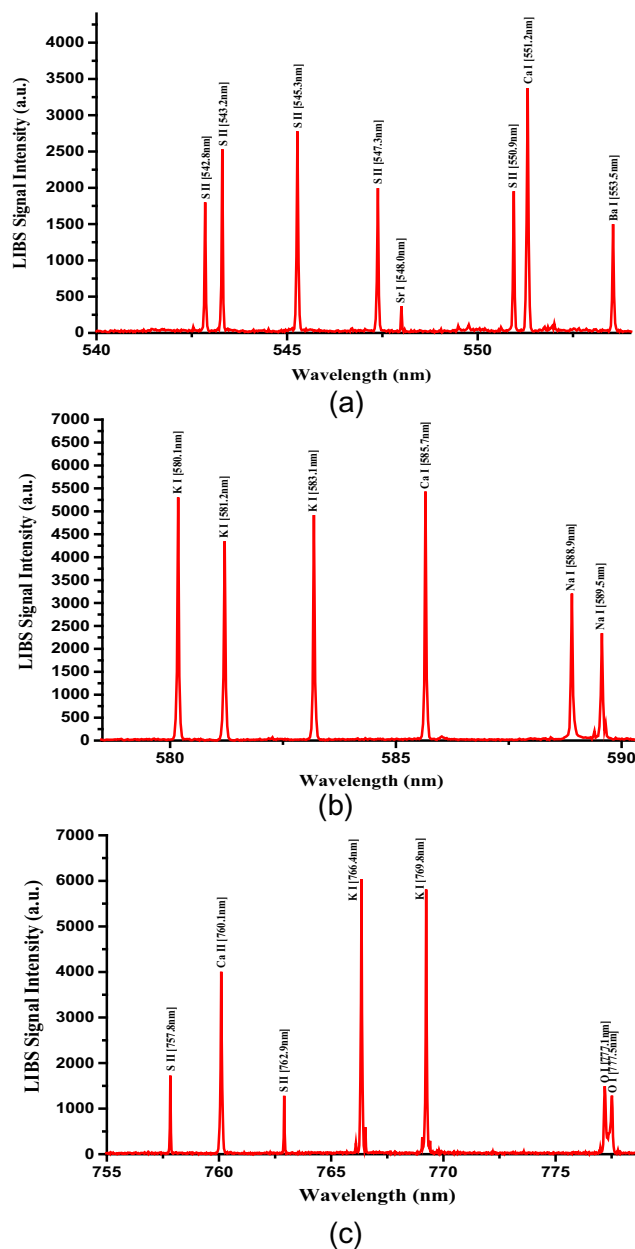 LIBS Signal Intensity (a.u.)
4000
3500
3000
2500
2000
1500
1000
500
0
S II [542.8nm]
S II [543.2nm]
S II [545.3nm]
S II [547.3nm]
Sr I [548.0nm]
S II [550.9nm]
Ca I [551.2nm]
Ba I [553.5nm]
540 545 550
Wavelength (nm)
(a)
LIBS Signal Intensity (a.u.)
7000
6500
6000
5500
5000
4500
4000
3500
3000
2500
2000
1500
1000
500
0
K I [580.1nm]
K I [581.2nm]
K I [583.1nm]
Ca I [585.7nm]
Na I [588.9nm]
Na I [589.5nm]
580 585 590
Wavelength (nm)
(b)
LIBS Signal Intensity (a.u.)
7000
6000
5000
4000
3000
2000
1000
0
S II [757.8nm]
Ca II [760.1nm]
S II [762.9nm]
K I [766.4nm]
K I [769.8nm]
O I [777.1nm]
O I [777.5nm]
755 760 765 770 775
Wavelength (nm)
(c)